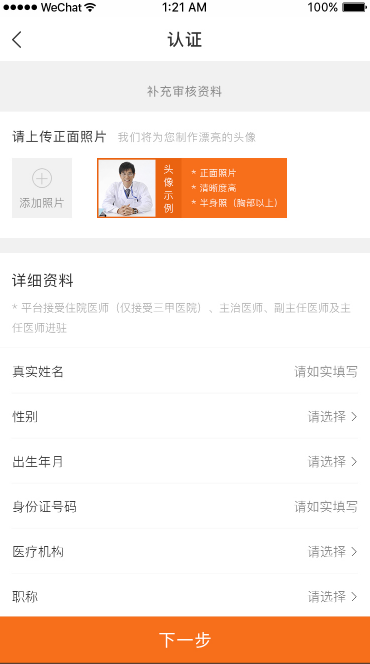 WeChat 1:21 AM 100%
认证
补充审核资料
请上传正面照片 我们将为您制作漂亮的头像
添加照片
头像示例
* 正面照片
* 清晰度高
* 半身照（胸部以上）
详细资料
* 平台接受住院医师（仅接受三甲医院）、主治医师、副主任医师及主
任医师进驻
真实姓名 请如实填写
性别 请选择
出生年月 请选择
身份证号码 请如实填写
医疗机构 请选择
职称 请选择
下一步